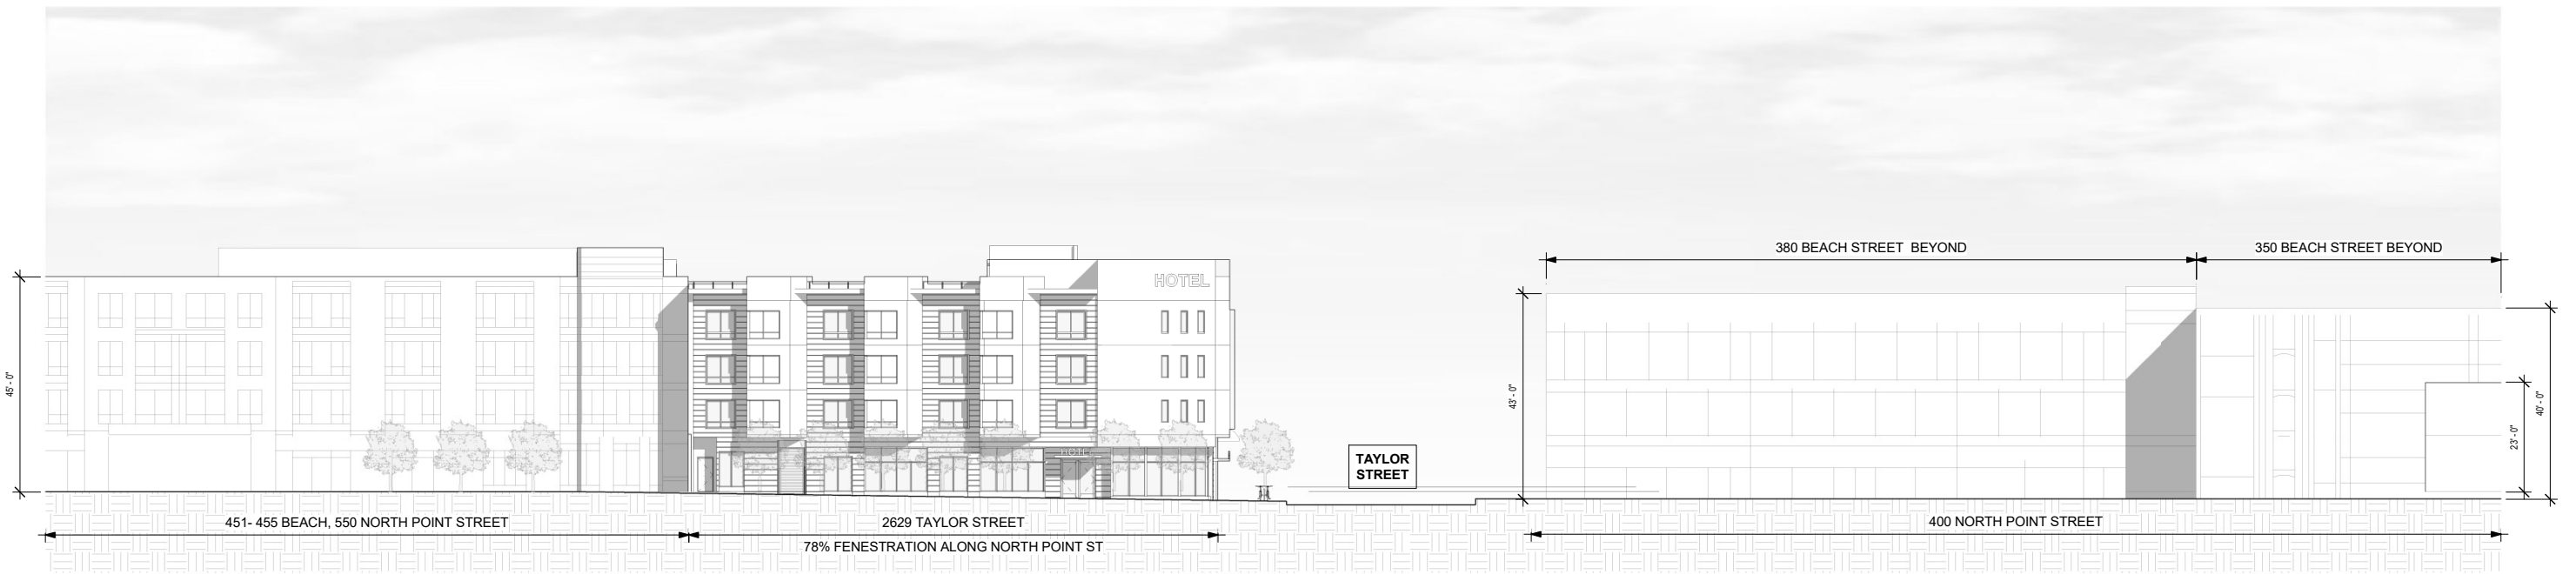 380 BEACH STREET  BEYOND
350 BEACH STREET BEYOND
HOTEL
45' - 0"
43' - 0"
40' - 0"
23' - 0"
HOTEL
TAYLOR
STREET
451- 455 BEACH, 550 NORTH POINT STREET
2629 TAYLOR STREET
400 NORTH POINT STREET
78% FENESTRATION ALONG NORTH POINT ST